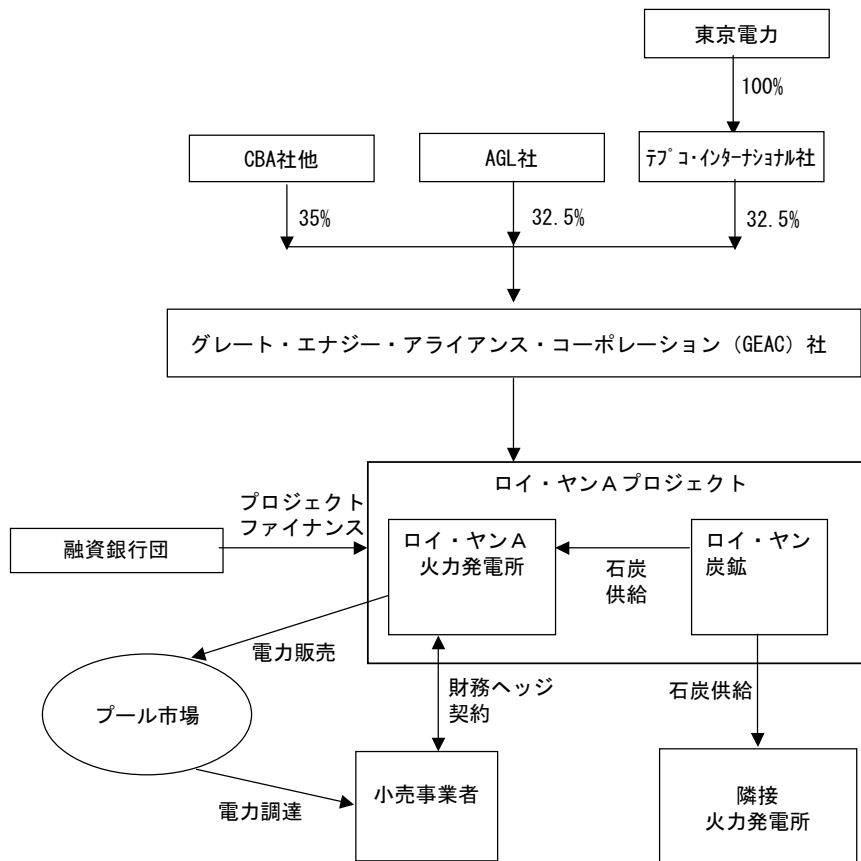 東京電力
100%
CBA社他
AGL社
ﾃﾌﾟｺ・ｲﾝﾀｰﾅｼｮﾅﾙ社
35%
32.5%
32.5%
グレート・エナジー・アライアンス・コーポレーション（GEAC）社
ロイ・ヤンＡプロジェクト
プロジェクト
ファイナンス
融資銀行団
ロイ・ヤンＡ
火力発電所
石炭
供給
ロイ・ヤン
炭鉱
電力販売
プール市場
財務ヘッジ
契約
石炭供給
電力調達
小売事業者
隣接
火力発電所